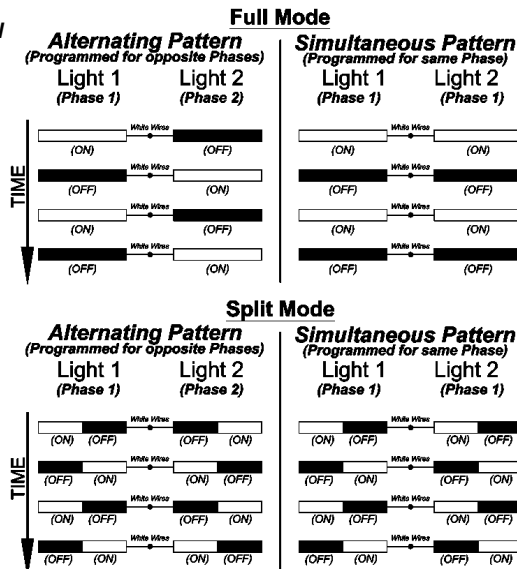 Full Mode
Alternating Pattern
(Programmed for opposite Phases)
Light 1 Light 2
(Phase 1) (Phase 2)
TIME
White Wires
(ON) (OFF)
White Wires
(OFF) (ON)
White Wires
(ON) (OFF)
White Wires
(OFF) (ON)
Simultaneous Pattern
(Programmed for same Phase)
Light 1 Light 2
(Phase 1) (Phase 1)
White Wires
(ON) (ON)
White Wires
(OFF) (OFF)
White Wires
(ON) (ON)
White Wires
(OFF) (OFF)
Split Mode
Alternating Pattern
(Programmed for opposite Phases)
Light 1 Light 2
(Phase 1) (Phase 2)
TIME
White Wires
(ON) (OFF) (OFF) (ON)
White Wires
(OFF) (ON) (ON) (OFF)
White Wires
(ON) (OFF) (OFF) (ON)
White Wires
(OFF) (ON) (ON) (OFF)
Simultaneous Pattern
(Programmed for same Phase)
Light 1 Light 2
(Phase 1) (Phase 1)
White Wires
(ON) (OFF) (ON) (OFF)
White Wires
(OFF) (ON) (OFF) (ON)
White Wires
(ON) (OFF) (ON) (OFF)
White Wires
(OFF) (ON) (OFF) (ON)